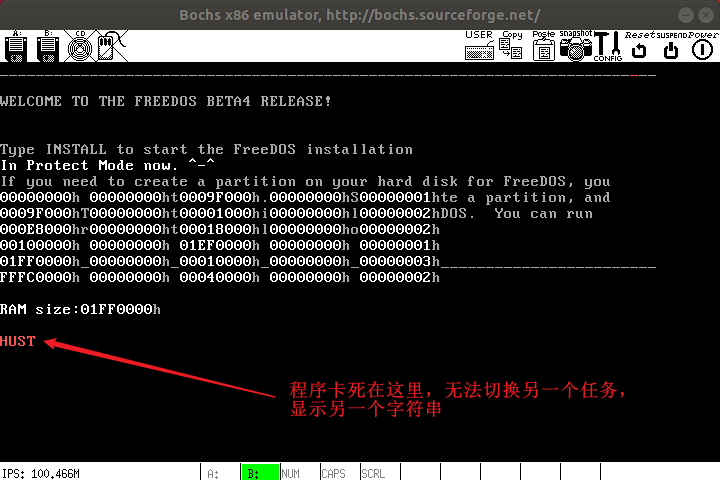 Bochs x86 emulator, http://bochs.sourceforge.net/
A: B: CD USER Copy Paste snapshot CONFIG Reset SUSPEND Power
WELCOME TO THE FREEDOS BETA4 RELEASE!
Type INSTALL to start the FreeDOS installation
In Protect Mode now. ^-^
If you need to create a partition on your hard disk for FreeDOS, you
00000000h 00000000ht0009F000h.00000000hS00000001hte a partition, and
0009F000hT00000000ht00001000hi00000000hl00000002hDOS.  You can run
000E8000hr00000000ht00018000hl00000000ho00000002h
00100000h 00000000h 01EF0000h 00000000h 00000001h
01FF0000h_00000000h_00010000h_00000000h_00000003h___________________________
FFFC0000h 00000000h 00040000h 00000000h 00000002h
RAM size:01FF0000h
HUST
程序卡死在这里，无法切换另一个任务，
显示另一个字符串
IPS: 100.466M A: B: NUM CAPS SCRL